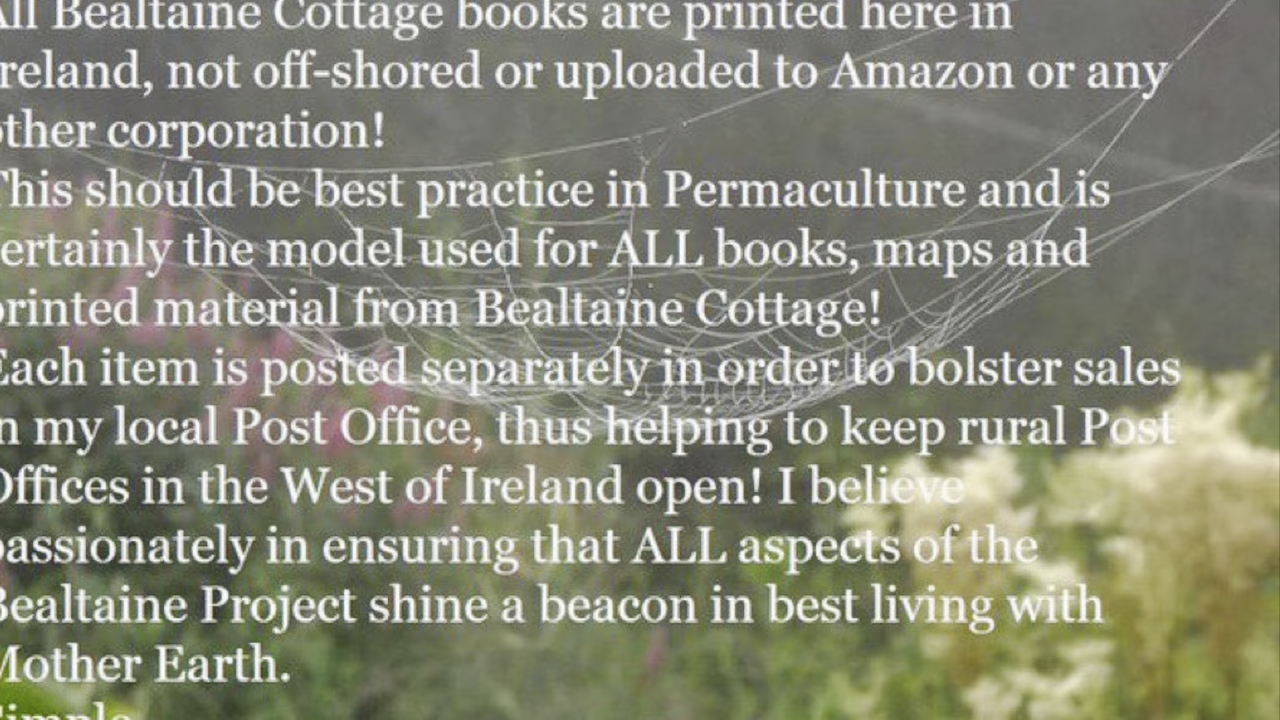 All Bealtaine Cottage books are printed here in
reland, not off-shored or uploaded to Amazon or any
other corporation!
This should be best practice in Permaculture and is
ertainly the model used for ALL books, maps and
printed material from Bealtaine Cottage!
Each item is posted separately in order to bolster sales
n my local Post Office, thus helping to keep rural Post
Offices in the West of Ireland open! I believe
passionately in ensuring that ALL aspects of the
Bealtaine Project shine a beacon in best living with
Mother Earth.
Simple